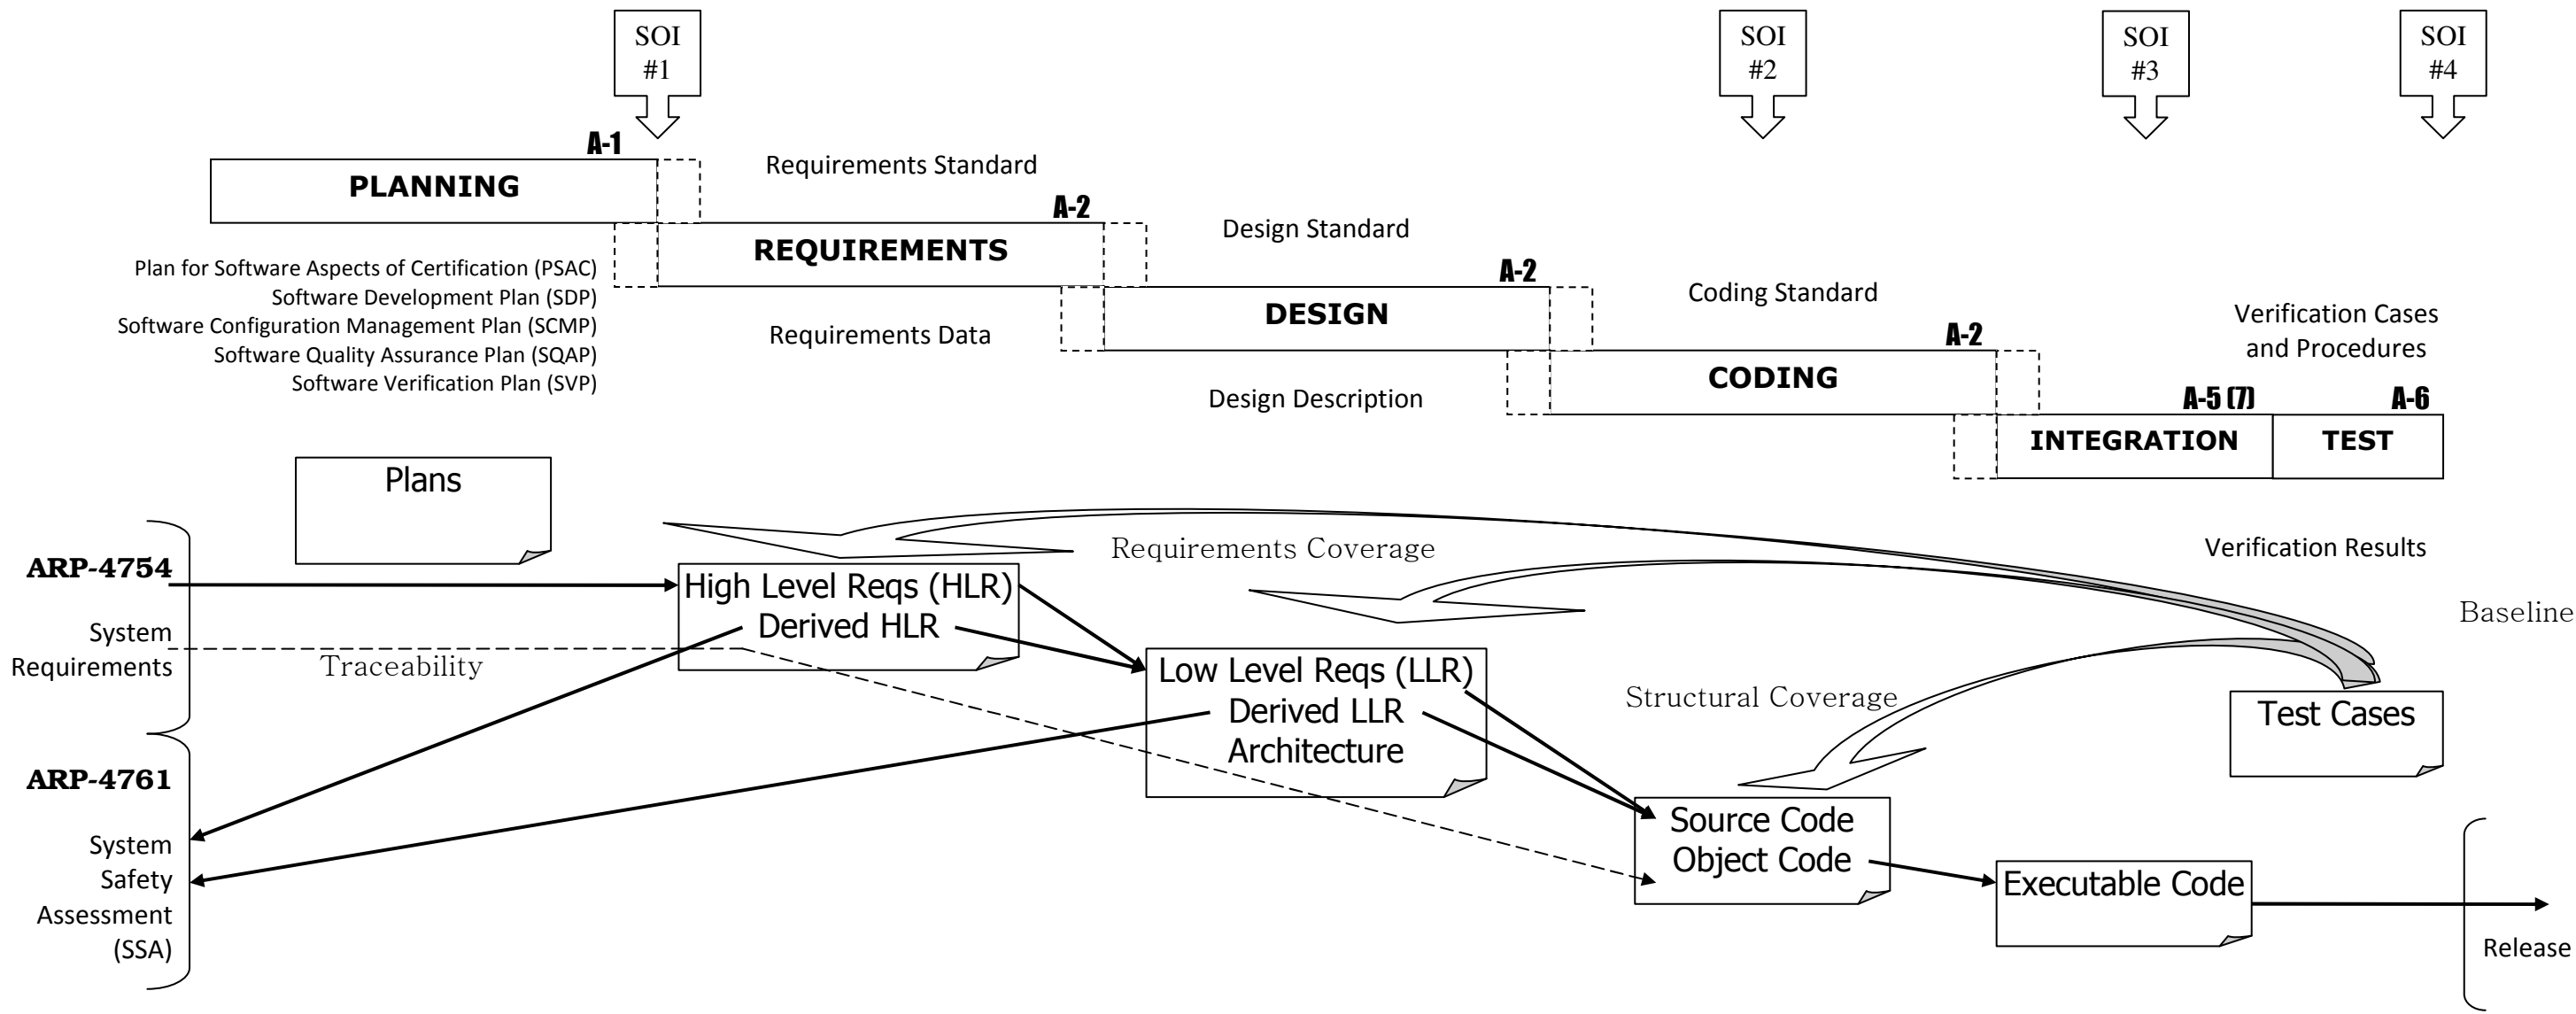 SOI
#1
SOI
#2
SOI
#3
SOI
#4
A-1
PLANNING
Requirements Standard
A-2
REQUIREMENTS
Design Standard
Plan for Software Aspects of Certification (PSAC)
Software Development Plan (SDP)
Software Configuration Management Plan (SCMP)
Software Quality Assurance Plan (SQAP)
Software Verification Plan (SVP)
A-2
DESIGN
Requirements Data
Coding Standard
A-2
CODING
Design Description
Verification Cases
and Procedures
A-5 (7)
A-6
INTEGRATION
TEST
Plans
ARP-4754
System
Requirements
Traceability
Requirements Coverage
Verification Results
High Level Reqs (HLR)
Derived HLR
Baseline
Low Level Reqs (LLR)
Derived LLR
Architecture
Structural Coverage
Test Cases
ARP-4761
System
Safety
Assessment
(SSA)
Source Code
Object Code
Executable Code
Release